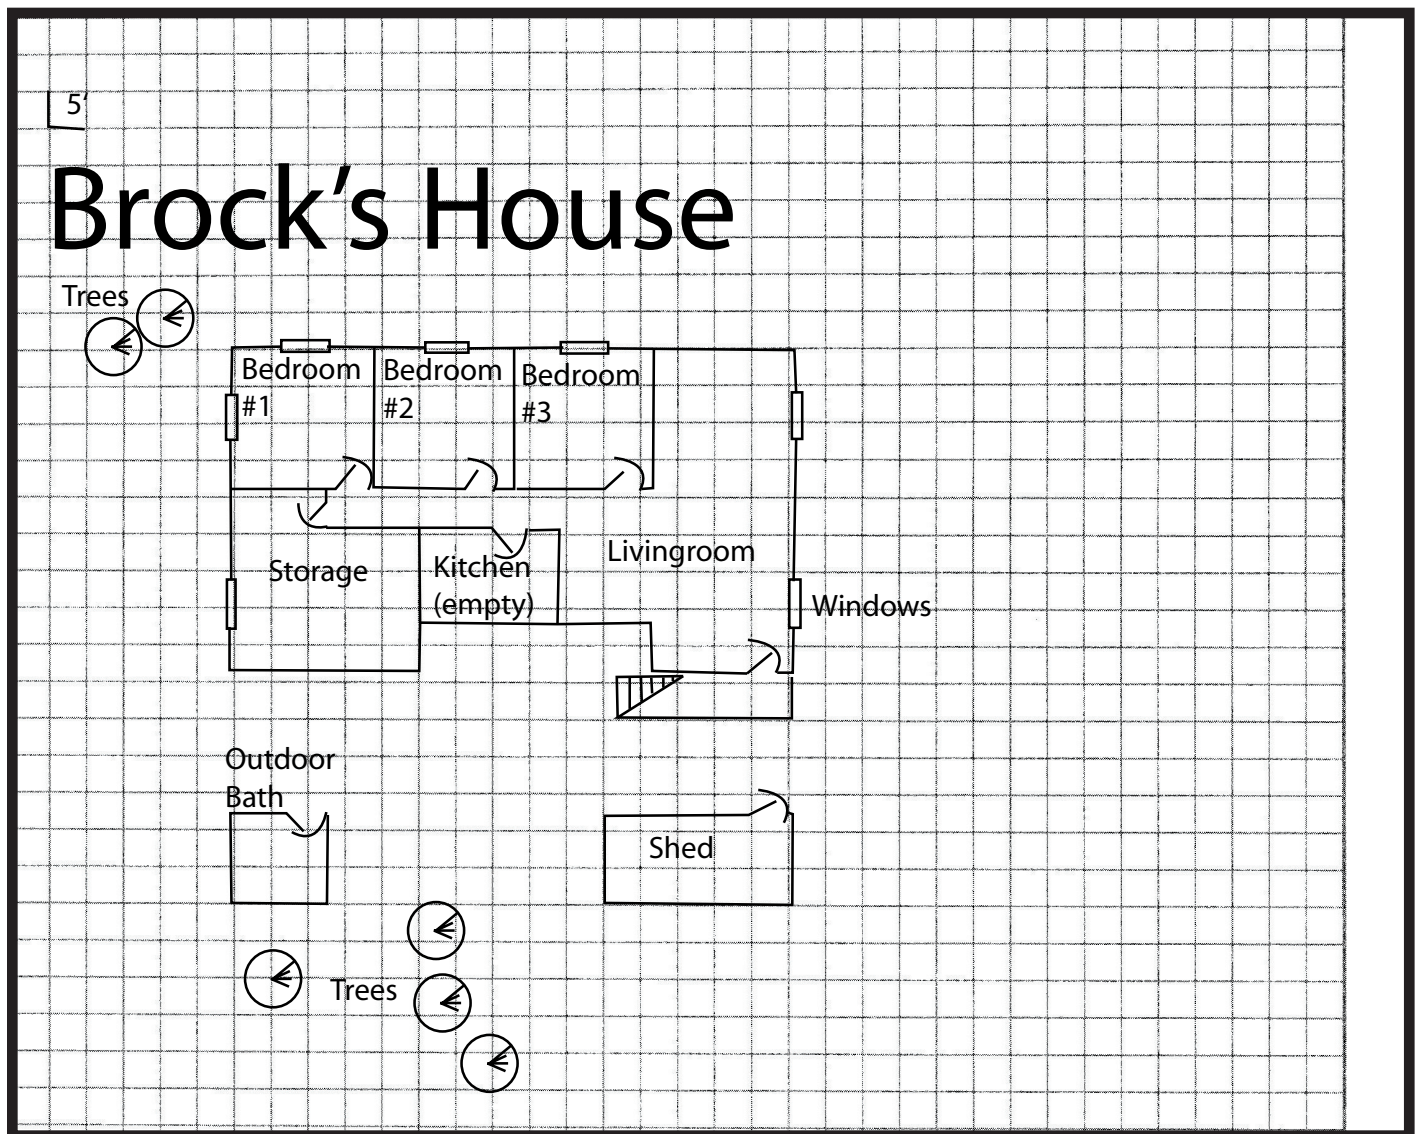 5'
Brock's House
Trees
Bedroom
#1
Bedroom
#2
Bedroom
#3
Livingroom
Storage
Kitchen
(empty)
Windows
Outdoor
Bath
Shed
Trees